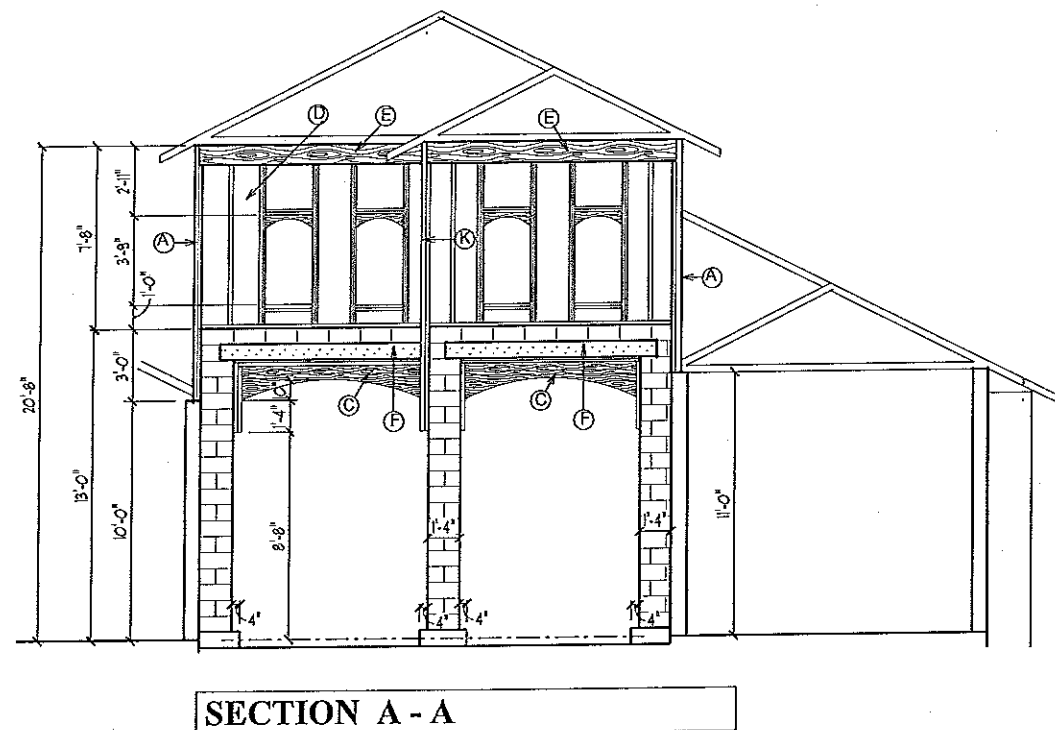 D
E
E
2'-11"
7'-8"
3'-9"
A
K
A
1'-0"
3'-0"
20'-8"
C
F
C
F
1'-4"
13'-0"
10'-0"
8'-8"
1'-4"
1'-4"
11'-0"
4"
4"
4"
4"
SECTION A - A